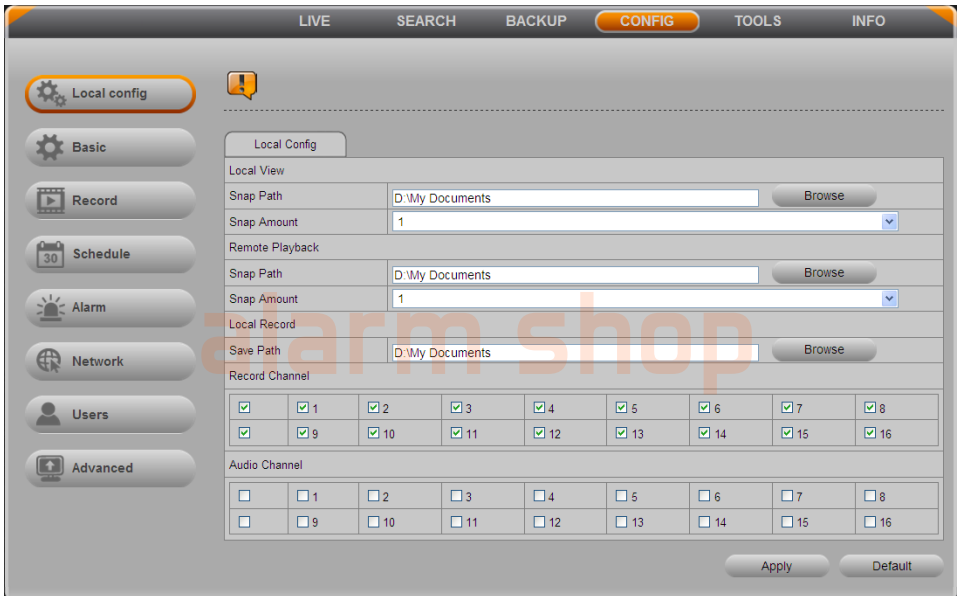 LIVE SEARCH BACKUP CONFIG TOOLS INFO
Local config
Basic
Record
30
Schedule
Alarm
Network
Users
Advanced
!
Local Config
Local View
Snap Path D:\My Documents Browse
Snap Amount 1
Remote Playback
Snap Path D:\My Documents Browse
Snap Amount 1
Local Record
Save Path D:\My Documents Browse
Record Channel
1 2 3 4 5 6 7 8
9 10 11 12 13 14 15 16
Audio Channel
1 2 3 4 5 6 7 8
9 10 11 12 13 14 15 16
Apply Default
alarm shop